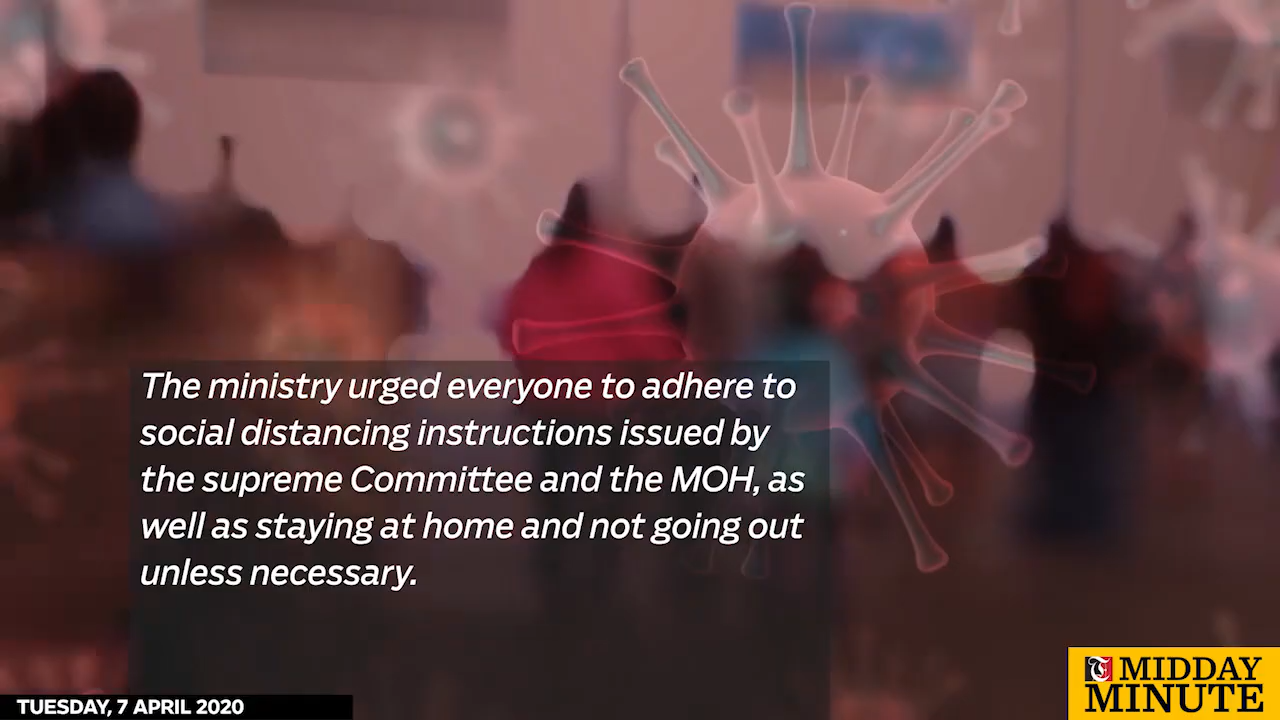 The ministry urged everyone to adhere to
social distancing instructions issued by
the supreme Committee and the MOH, as
well as staying at home and not going out
unless necessary.
TUESDAY, 7 APRIL 2020
T MIDDAY
MINUTE